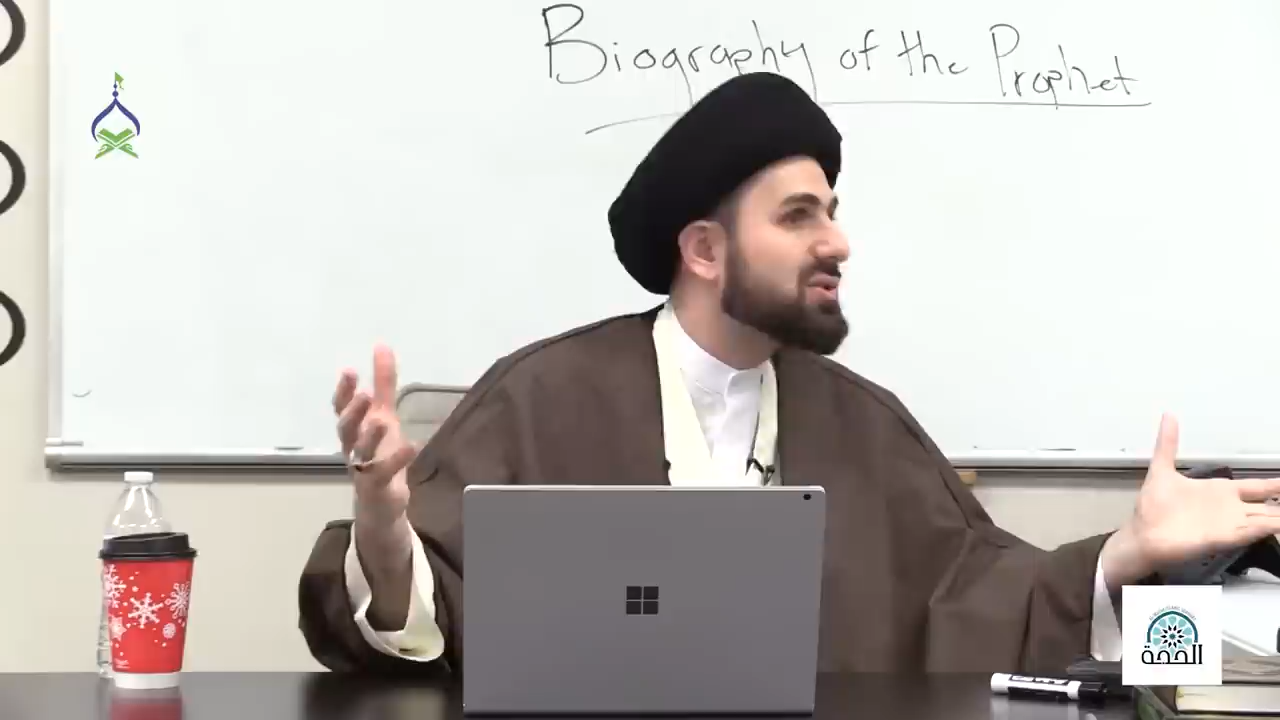 Biography of the Prophet
الحجة